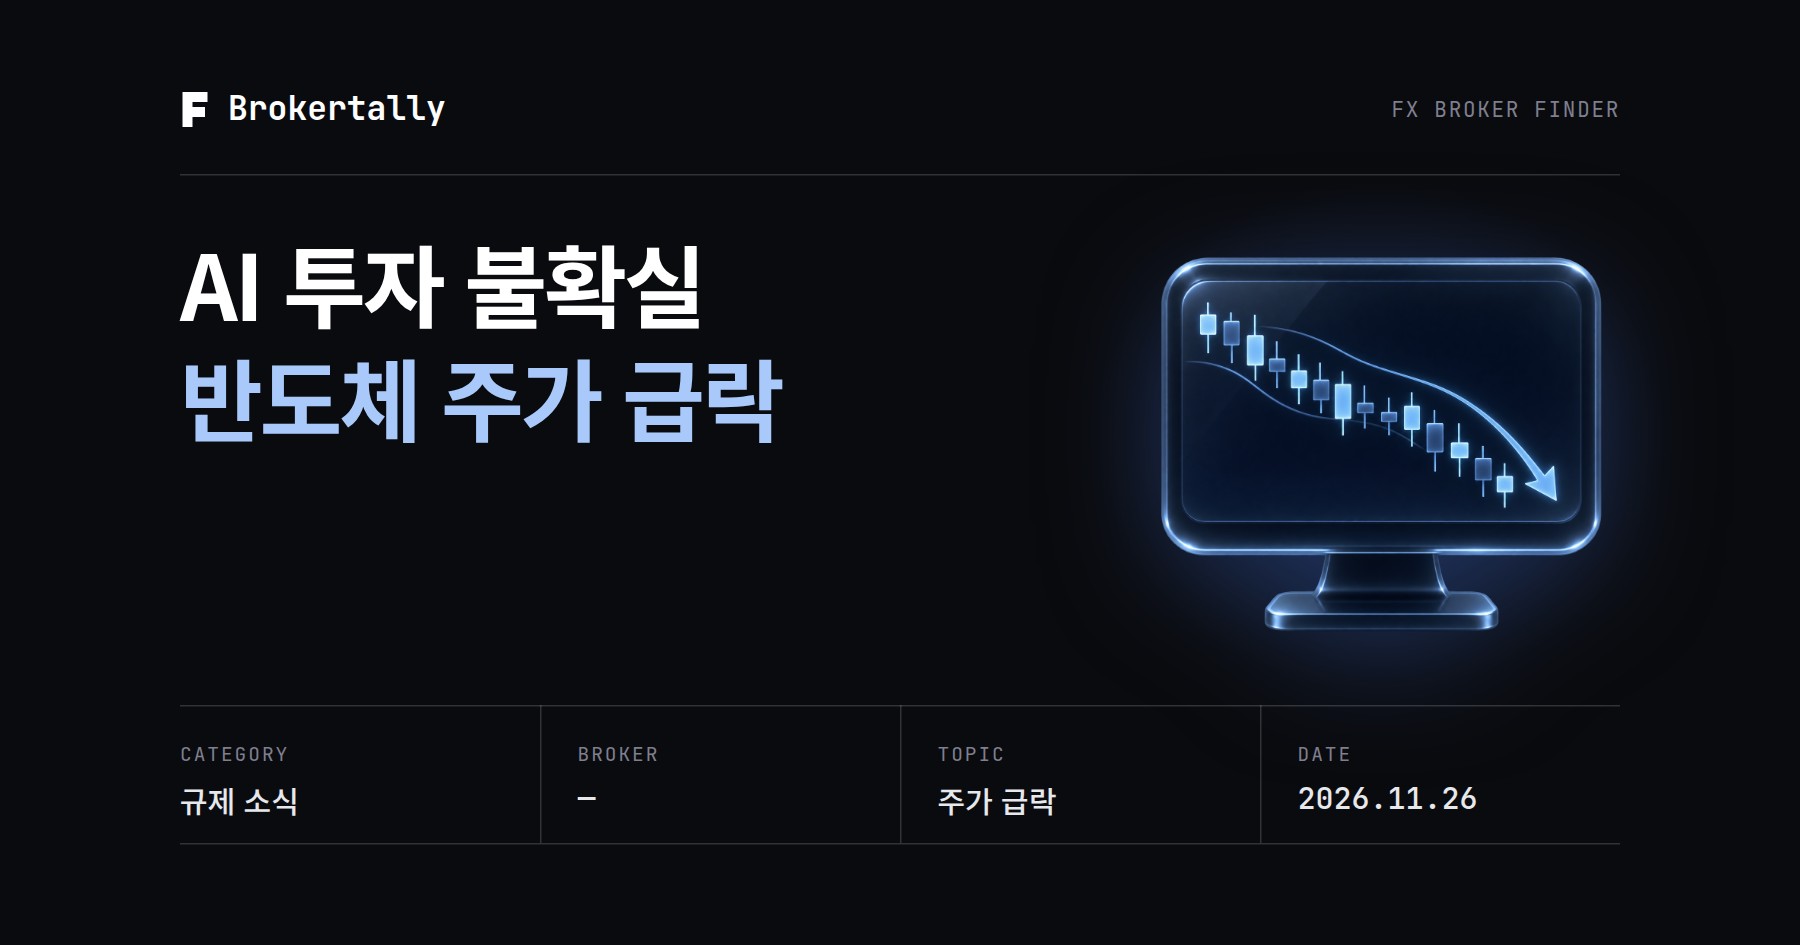 Brokertally
FX BROKER FINDER
AI 투자 불확실
반도체 주가 급락
CATEGORY
규제 소식
BROKER
—
TOPIC
주가 급락
DATE
2026.11.26